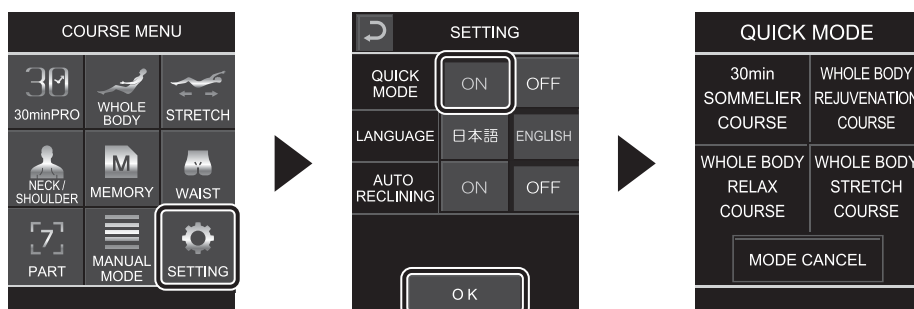 COURSE MENU
30
30minPRO
WHOLE
BODY
STRETCH
NECK/
SHOULDER
M
MEMORY
WAIST
7
PART
MANUAL
MODE
SETTING
SETTING
QUICK
MODE
ON
OFF
LANGUAGE
日本語
ENGLISH
AUTO
RECLINING
ON
OFF
OK
QUICK MODE
30min
SOMMELIER
COURSE
WHOLE BODY
REJUVENATION
COURSE
WHOLE BODY
RELAX
COURSE
WHOLE BODY
STRETCH
COURSE
MODE CANCEL